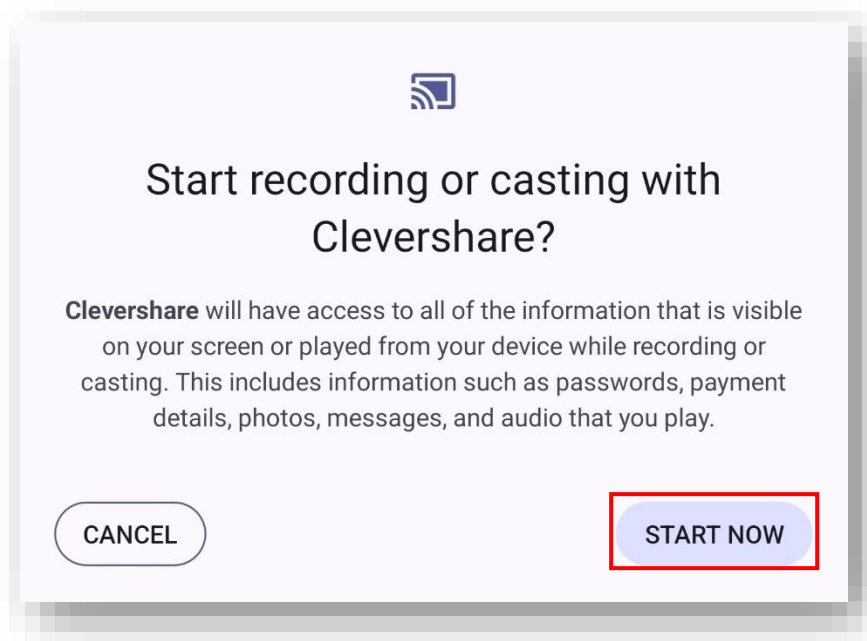 Start recording or casting with
Clevershare?
Clevershare will have access to all of the information that is visible
on your screen or played from your device while recording or
casting. This includes information such as passwords, payment
details, photos, messages, and audio that you play.
CANCEL
START NOW